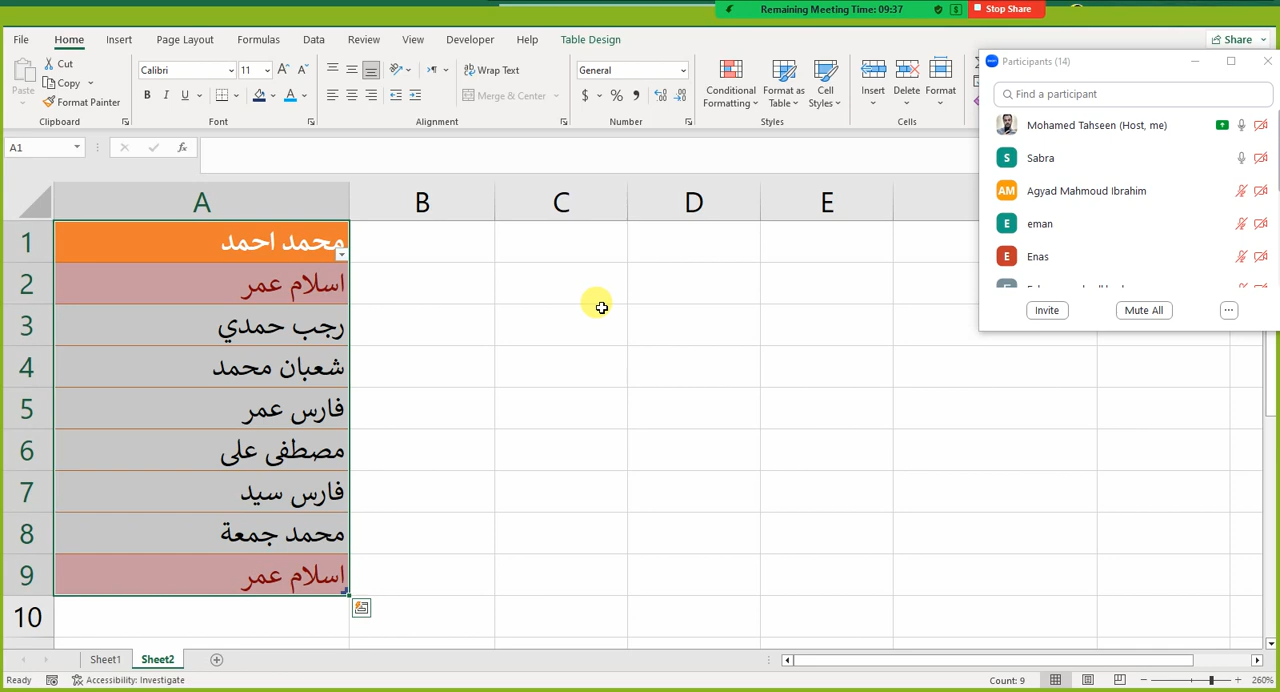 Remaining Meeting Time: 09:37 $ Stop Share
File Home Insert Page Layout Formulas Data Review View Developer Help Table Design Share
Paste Cut Copy Format Painter
Calibri 11 A A
B I U A
Wrap Text
Merge & Center
General
$ % 9
Conditional Formatting
Format as Table
Cell Styles
Insert Delete Format
Clipboard Font Alignment Number Styles Cells
A1 fx
Participants (14)
Find a participant
Mohamed Tahseen (Host, me)
S Sabra
AM Agyad Mahmoud Ibrahim
E eman
E Enas
Invite Mute All ...
A B C D E
1 محمد احمد
2 اسلام عمر
3 رجب حمدي
4 شعبان محمد
5 فارس عمر
6 مصطفى على
7 فارس سيد
8 محمد جمعة
9 اسلام عمر
10
Sheet1 Sheet2
Ready Accessibility: Investigate Count: 9 260%